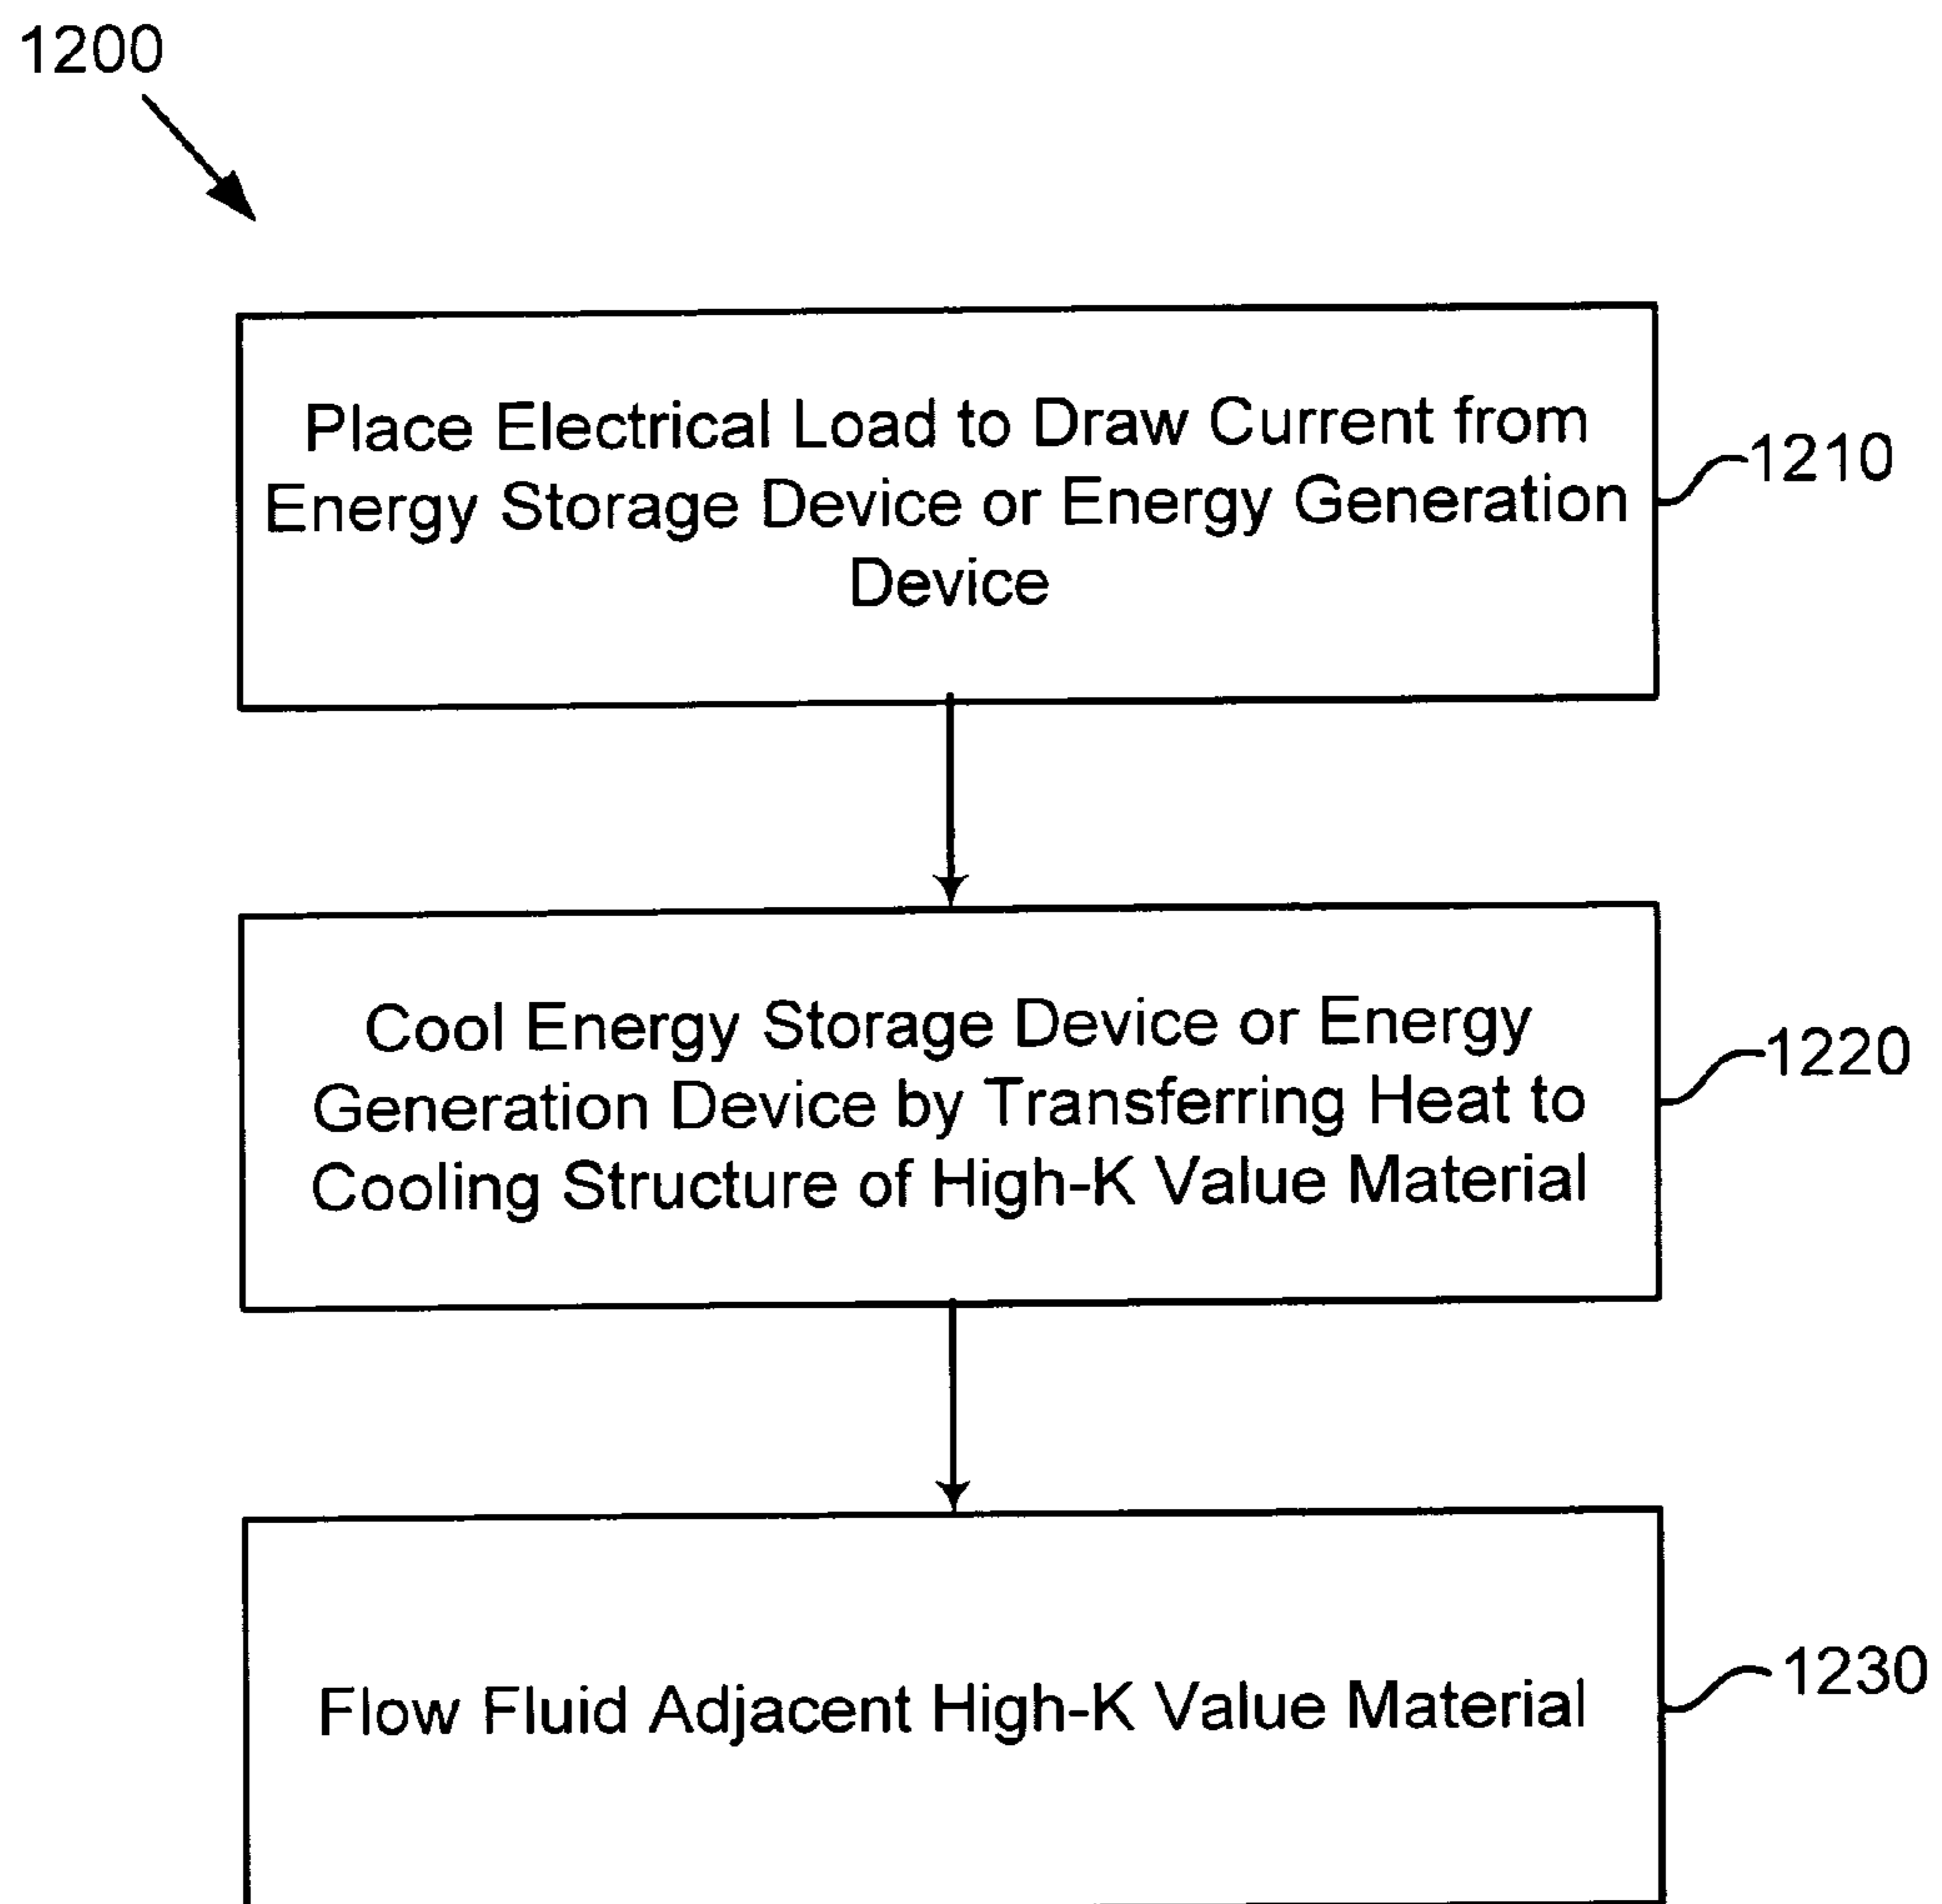 1200
Place Electrical Load to Draw Current from
Energy Storage Device or Energy Generation
Device
1210
Cool Energy Storage Device or Energy
Generation Device by Transferring Heat to
Cooling Structure of High-K Value Material
1220
Flow Fluid Adjacent High-K Value Material
1230